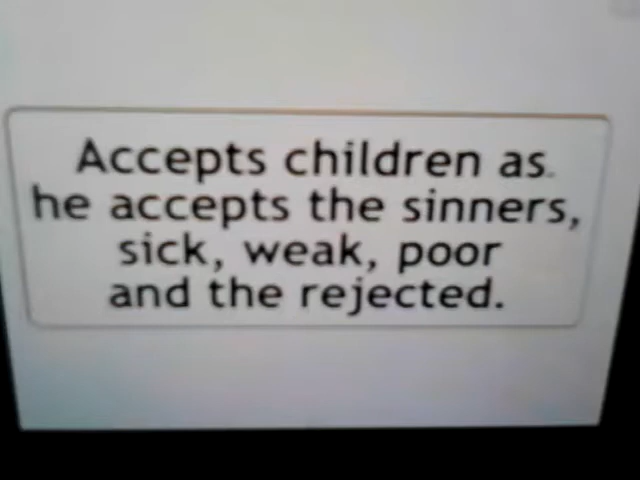 Accepts children as
he accepts the sinners,
sick, weak, poor
and the rejected.